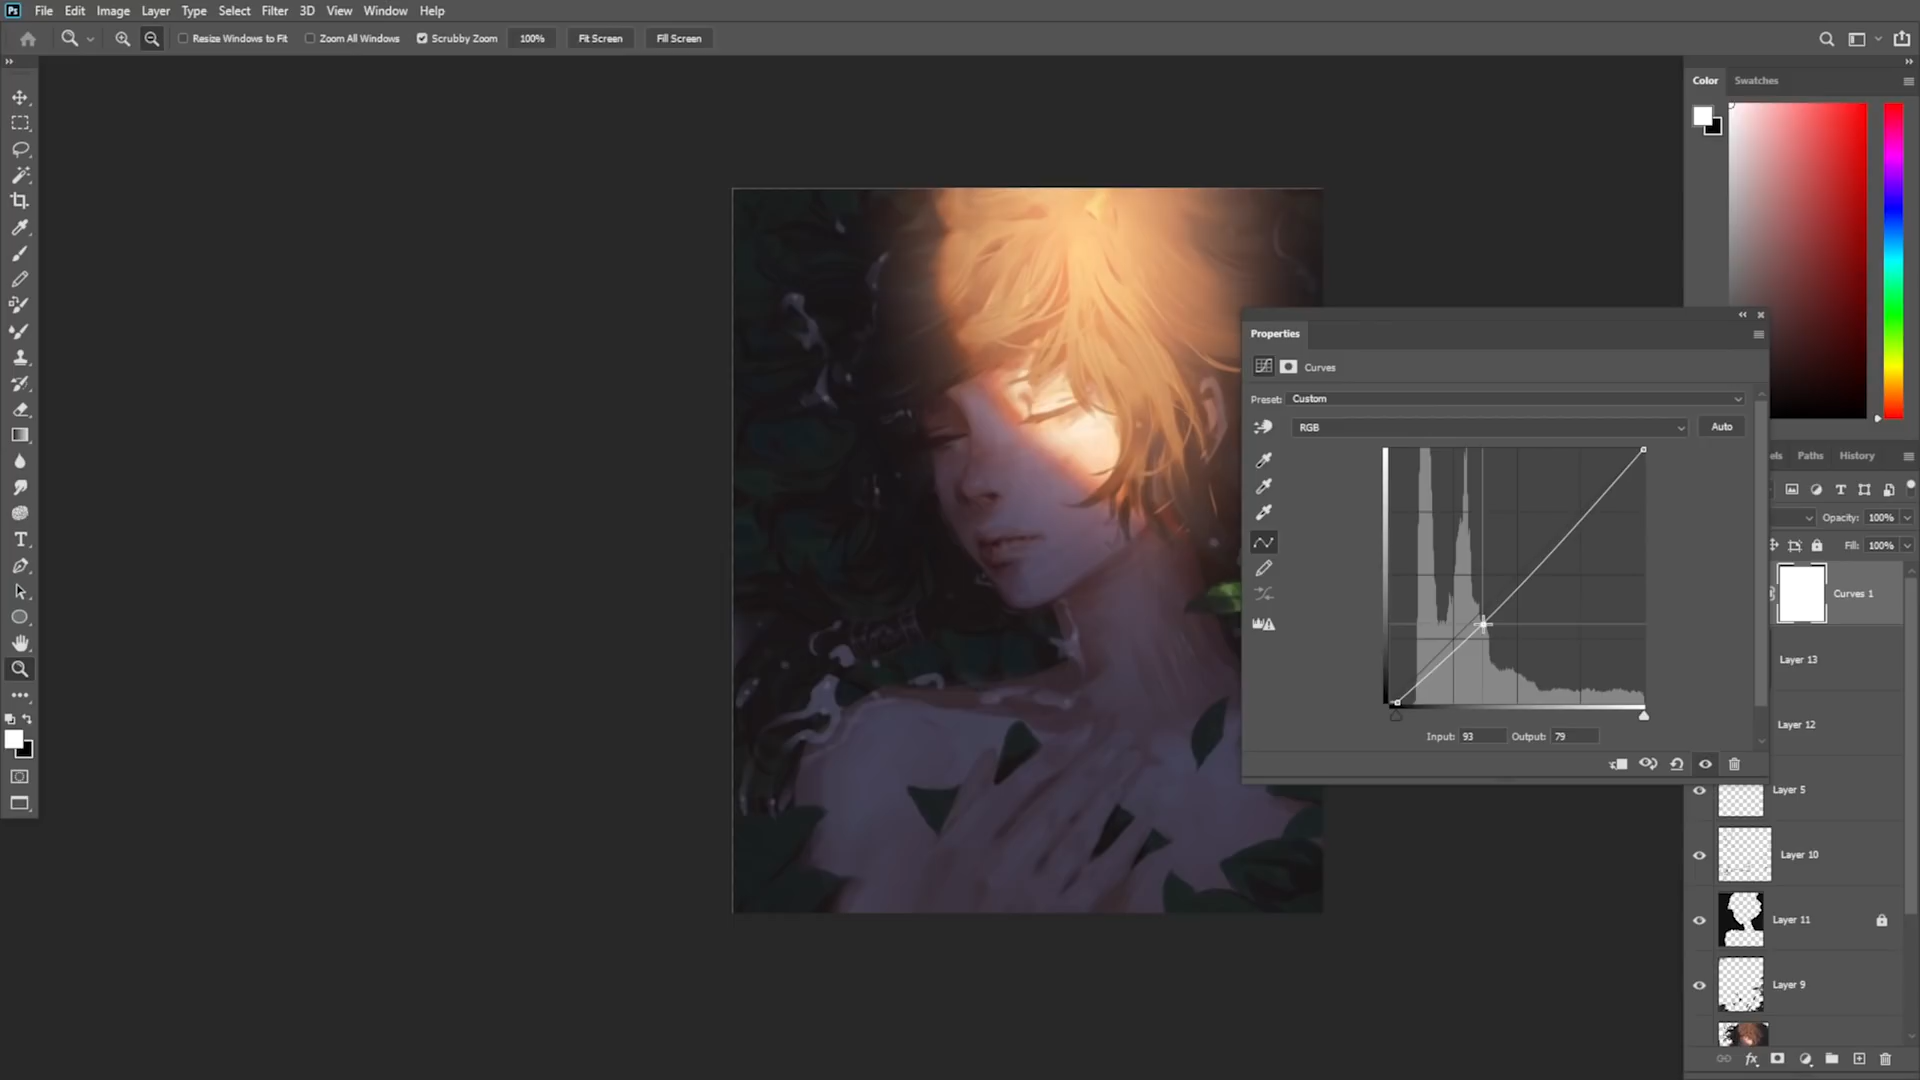 Ps File Edit Image Layer Type Select Filter 3D View Window Help
Resize Windows to Fit Zoom All Windows Scrubby Zoom 100% Fit Screen Fill Screen
Color Swatches
Properties
Curves
Preset: Custom
RGB Auto
Input: 93 Output: 79
els Paths History
Opacity: 100%
Fill: 100%
Curves 1
Layer 13
Layer 12
Layer 5
Layer 10
Layer 11
Layer 9